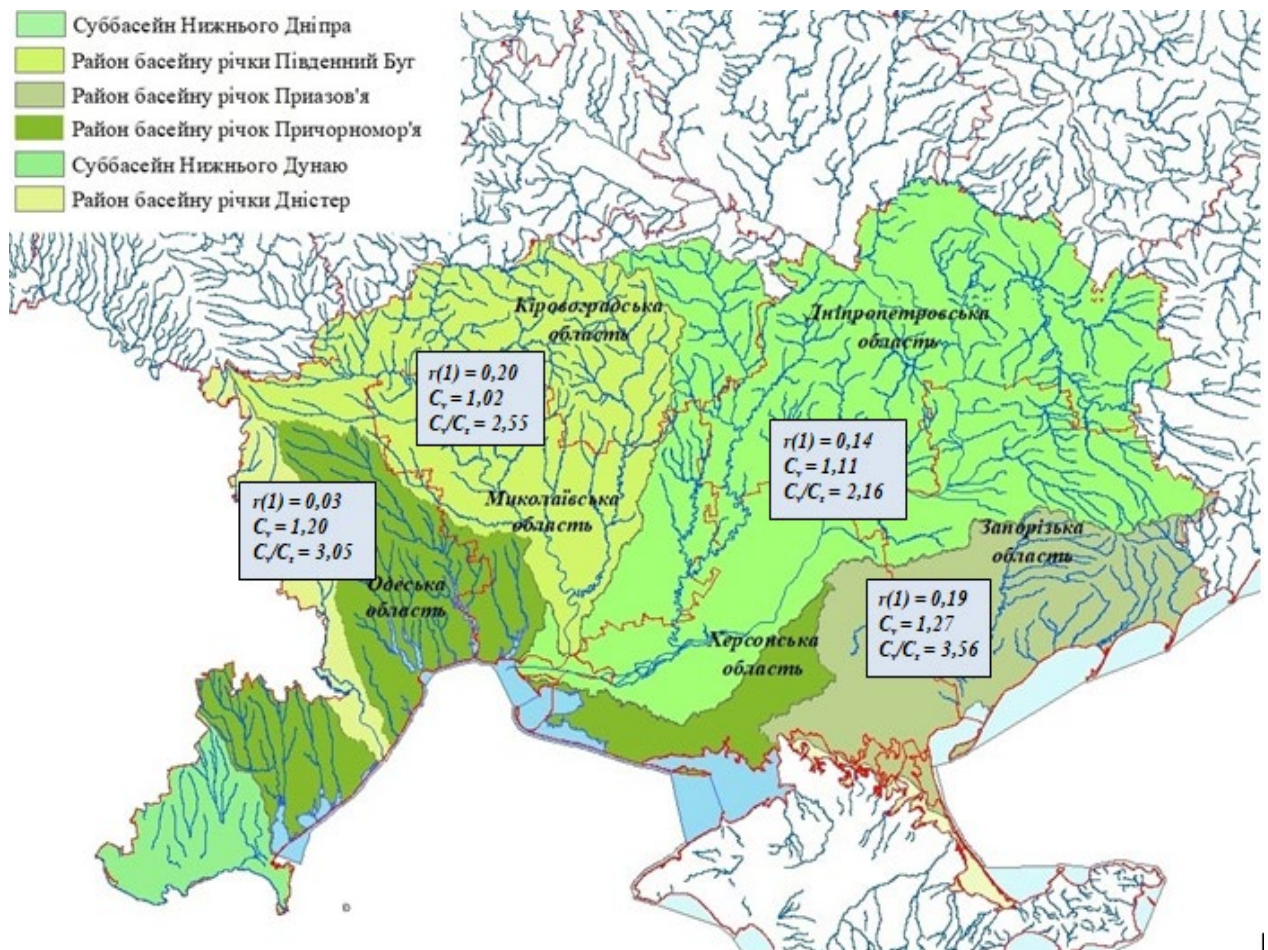 Суббасейн Нижнього Дніпра
Район басейну річки Південний Буг
Район басейну річок Приазов'я
Район басейну річок Причорномор'я
Суббасейн Нижнього Дунаю
Район басейну річки Дністер
Кіровоградська
область
Дніпропетровська
область
r(1) = 0,20
Cᵥ = 1,02
Cᵥ/Cₛ = 2,55
r(1) = 0,14
Cᵥ = 1,11
Cᵥ/Cₛ = 2,16
r(1) = 0,03
Cᵥ = 1,20
Cᵥ/Cₛ = 3,05
Миколаївська
область
Запорізька
область
Одеська
область
r(1) = 0,19
Cᵥ = 1,27
Cᵥ/Cₛ = 3,56
Херсонська
область